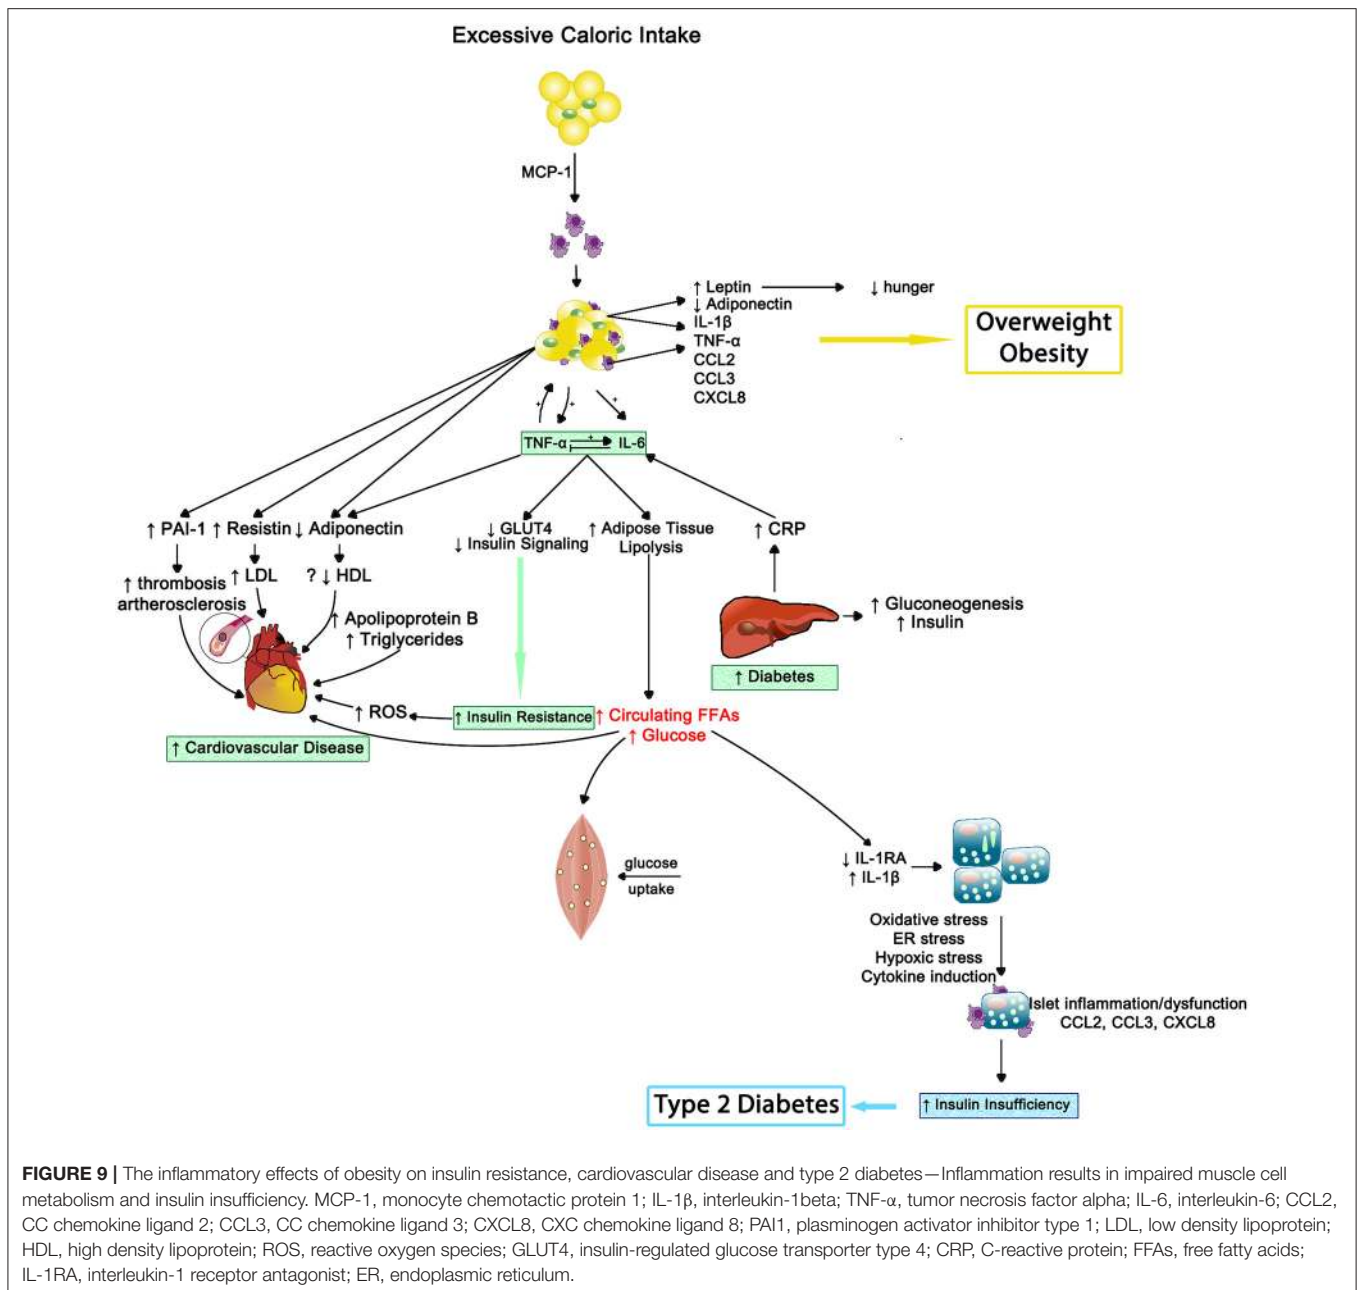 Excessive Caloric Intake
MCP-1
↑ Leptin
↓ hunger
↓ Adiponectin
IL-1β
TNF-α
CCL2
CCL3
CXCL8
Overweight
Obesity
+
+
+
TNF-α
+
IL-6
↑ PAI-1
↑ Resistin
↓ Adiponectin
↓ GLUT4
↓ Insulin Signaling
↑ Adipose Tissue
Lipolysis
↑ CRP
↑ thrombosis
artherosclerosis
↑ LDL
? ↓ HDL
↑ Apolipoprotein B
↑ Triglycerides
↑ Gluconeogenesis
↑ Insulin
↑ Diabetes
↑ ROS
↑ Insulin Resistance
↑ Circulating FFAs
↑ Glucose
↑ Cardiovascular Disease
glucose
uptake
↓ IL-1RA
↑ IL-1β
Oxidative stress
ER stress
Hypoxic stress
Cytokine induction
Islet inflammation/dysfunction
CCL2, CCL3, CXCL8
↑ Insulin Insufficiency
Type 2 Diabetes
FIGURE 9 | The inflammatory effects of obesity on insulin resistance, cardiovascular disease and type 2 diabetes—Inflammation results in impaired muscle cell
metabolism and insulin insufficiency. MCP-1, monocyte chemotactic protein 1; IL-1β, interleukin-1beta; TNF-α, tumor necrosis factor alpha; IL-6, interleukin-6; CCL2,
CC chemokine ligand 2; CCL3, CC chemokine ligand 3; CXCL8, CXC chemokine ligand 8; PAI1, plasminogen activator inhibitor type 1; LDL, low density lipoprotein;
HDL, high density lipoprotein; ROS, reactive oxygen species; GLUT4, insulin-regulated glucose transporter type 4; CRP, C-reactive protein; FFAs, free fatty acids;
IL-1RA, interleukin-1 receptor antagonist; ER, endoplasmic reticulum.